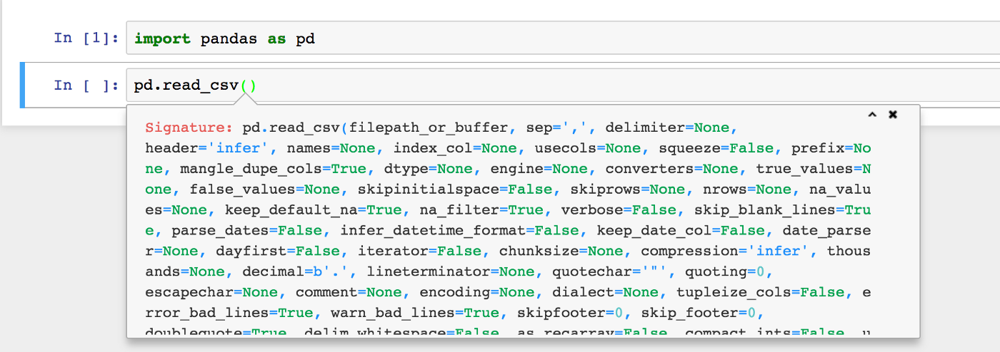 In [1]: import pandas as pd
In [ ]: pd.read_csv()
Signature: pd.read_csv(filepath_or_buffer, sep=',', delimiter=None,
header='infer', names=None, index_col=None, usecols=None, squeeze=False, prefix=No
ne, mangle_dupe_cols=True, dtype=None, engine=None, converters=None, true_values=N
one, false_values=None, skipinitialspace=False, skiprows=None, nrows=None, na_valu
es=None, keep_default_na=True, na_filter=True, verbose=False, skip_blank_lines=Tru
e, parse_dates=False, infer_datetime_format=False, keep_date_col=False, date_parse
r=None, dayfirst=False, iterator=False, chunksize=None, compression='infer', thous
ands=None, decimal=b'.', lineterminator=None, quotechar='"', quoting=0,
escapechar=None, comment=None, encoding=None, dialect=None, tupleize_cols=False, e
rror_bad_lines=True, warn_bad_lines=True, skipfooter=0, skip_footer=0,
doublequote=True, delim_whitespace=False, as_recarray=False, compact_ints=False, u